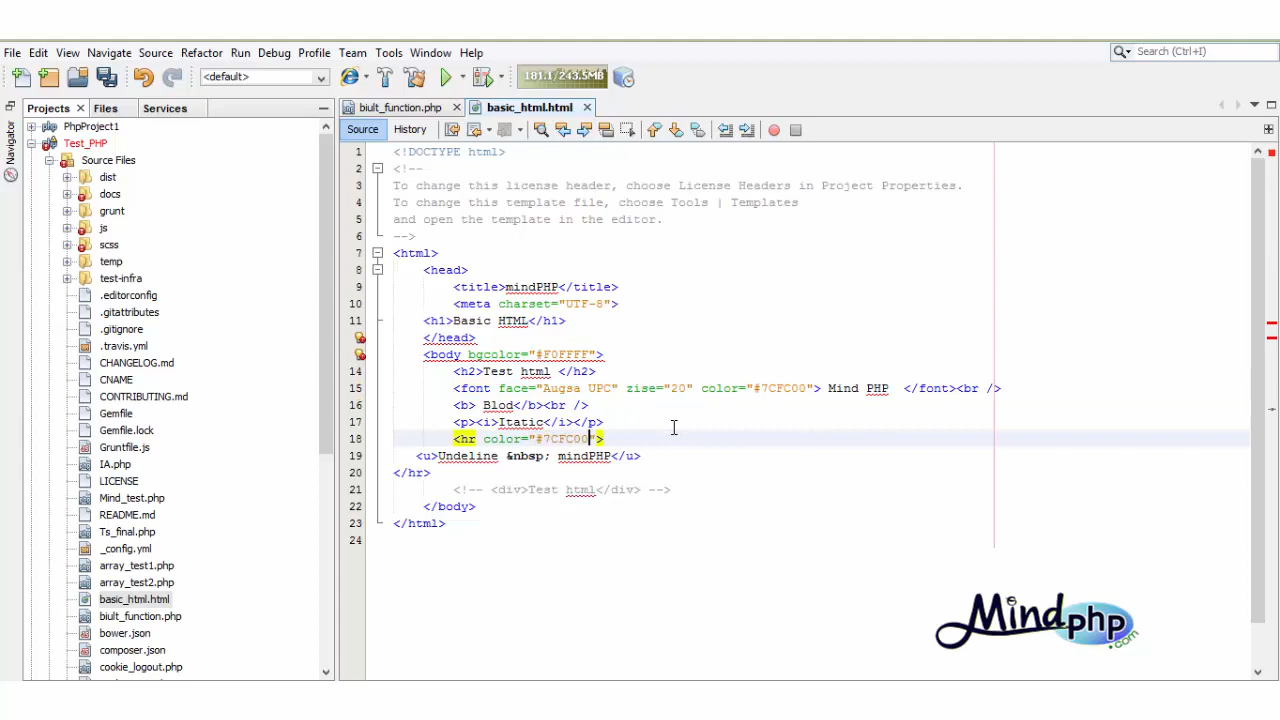 File Edit View Navigate Source Refactor Run Debug Profile Team Tools Window Help
Search (Ctrl+I)
<default>
181.1/243.5MB
Projects Files Services
biult_function.php basic_html.html
Navigator
Source History
PhpProject1
Test_PHP
Source Files
dist
docs
grunt
js
scss
temp
test-infra
.editorconfig
.gitattributes
.gitignore
.travis.yml
CHANGELOG.md
CNAME
CONTRIBUTING.md
Gemfile
Gemfile.lock
Gruntfile.js
IA.php
LICENSE
Mind_test.php
README.md
Ts_final.php
_config.yml
array_test1.php
array_test2.php
basic_html.html
biult_function.php
bower.json
composer.json
cookie_logout.php
1 <!DOCTYPE html>
2 <!--
3 To change this license header, choose License Headers in Project Properties.
4 To change this template file, choose Tools | Templates
5 and open the template in the editor.
6 -->
7 <html>
8 <head>
9 <title>mindPHP</title>
10 <meta charset="UTF-8">
11 <h1>Basic HTML</h1>
</head>
<body bgcolor="#F0FFFF">
14 <h2>Test html </h2>
15 <font face="Augsa UPC" zise="20" color="#7CFC00"> Mind PHP </font><br />
16 <b> Blod</b><br />
17 <p><i>Itatic</i></p>
18 <hr color="#7CFC00">
19 <u>Undeline &nbsp; mindPHP</u>
20 </hr>
21 <!-- <div>Test html</div> -->
22 </body>
23 </html>
24
Mindphp.com